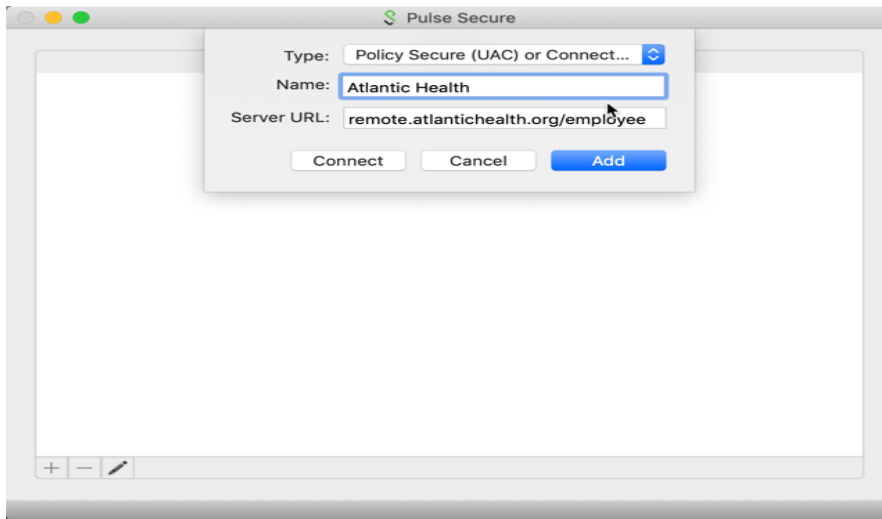 Pulse Secure
Type: Policy Secure (UAC) or Connect...
Name: Atlantic Health
Server URL: remote.atlantichealth.org/employee
Connect Cancel Add